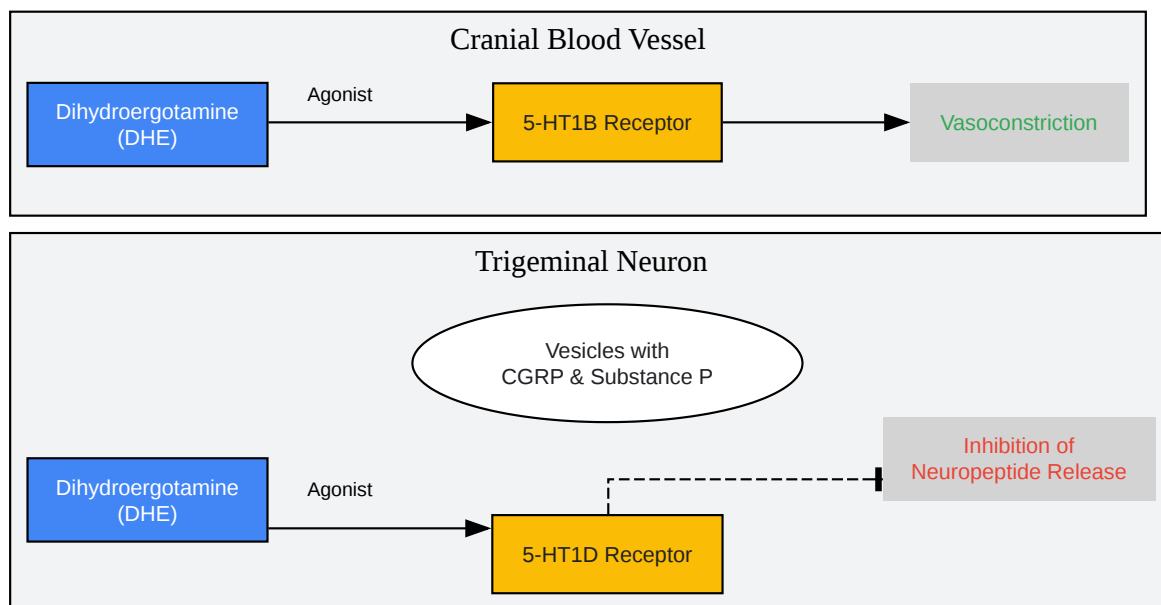 Cranial Blood Vessel
Dihydroergotamine
(DHE)
Agonist
5-HT1B Receptor
Vasoconstriction
Trigeminal Neuron
Vesicles with
CGRP & Substance P
Dihydroergotamine
(DHE)
Agonist
5-HT1D Receptor
Inhibition of
Neuropeptide Release